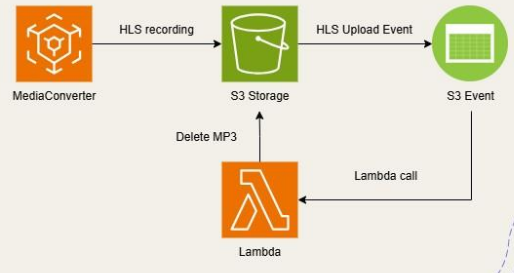 HLS recording
HLS Upload Event
MediaConverter
S3 Storage
S3 Event
Delete MP3
Lambda call
Lambda